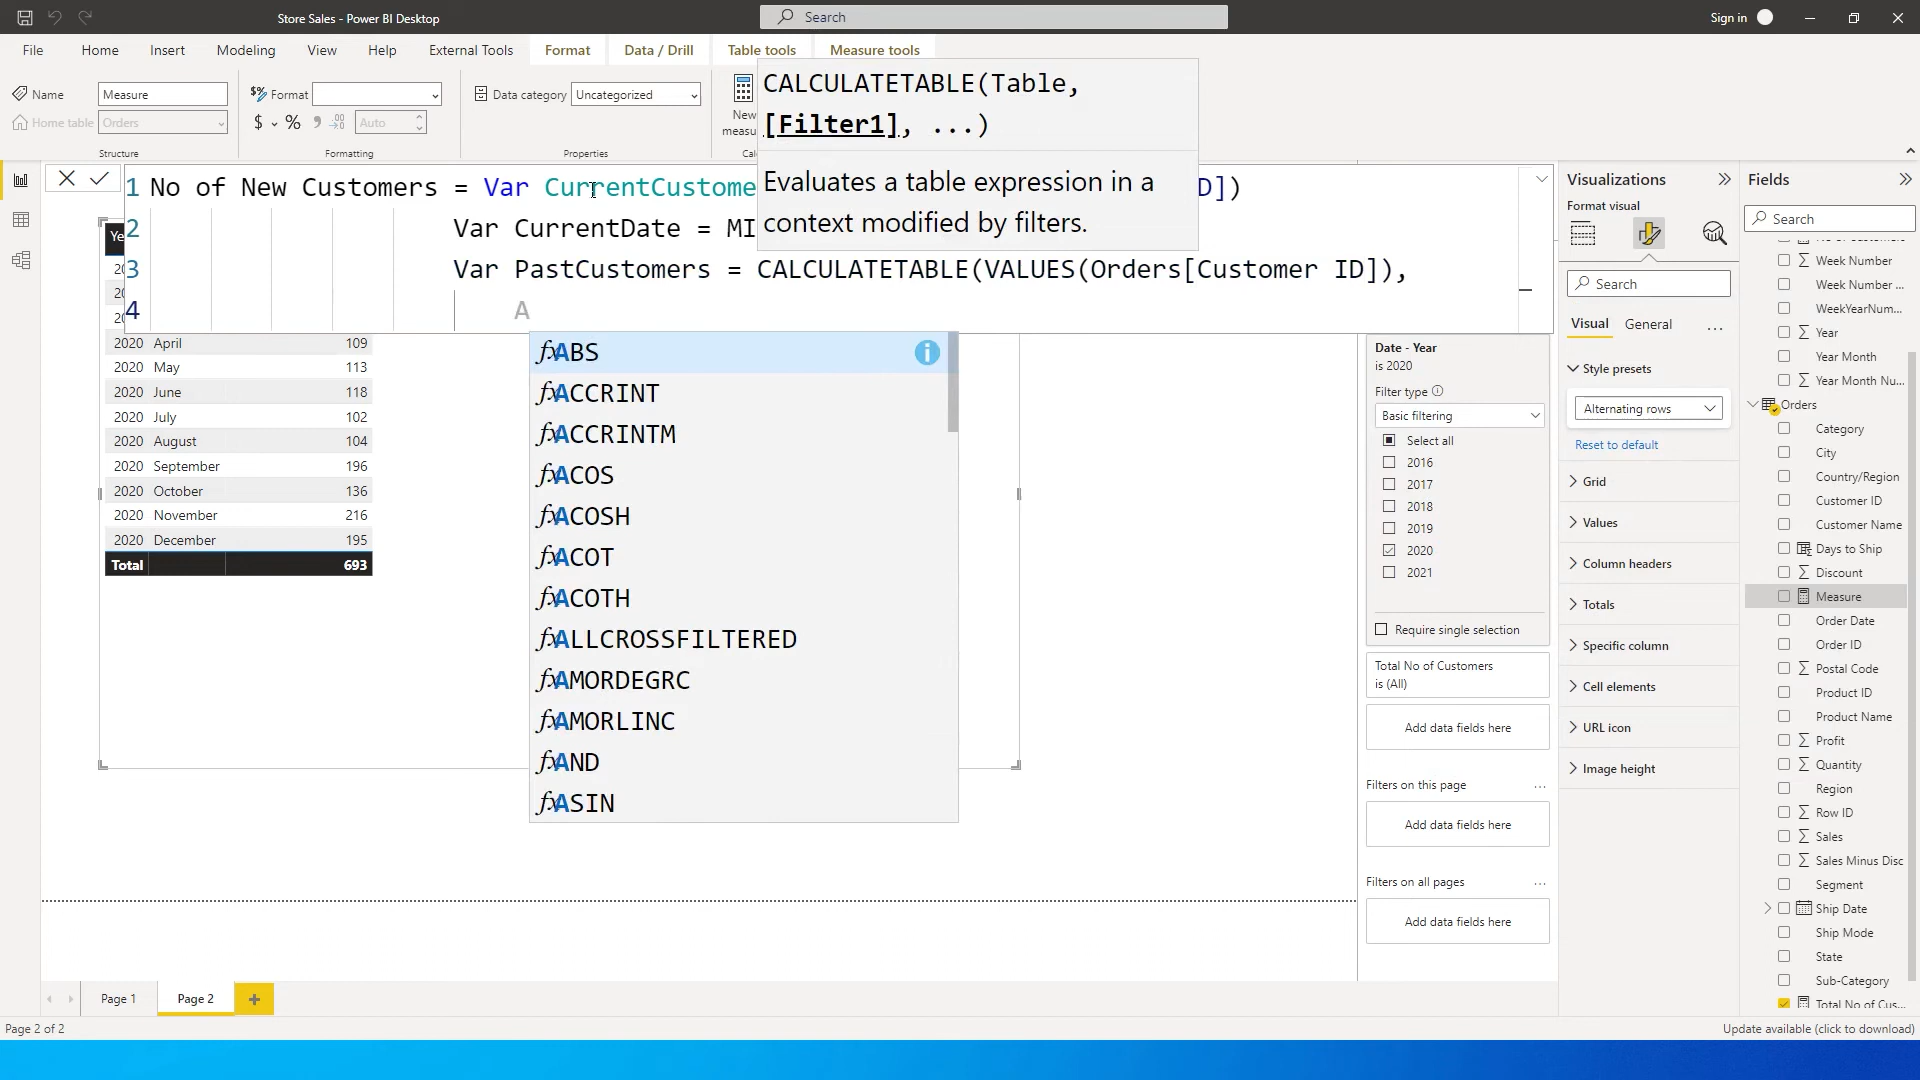 Store Sales - Power BI Desktop
Search
Sign in
File Home Insert Modeling View Help External Tools Format Data / Drill Table tools Measure tools
Name Measure
Home table Orders
Structure
Format
$ % Auto
Formatting
Data category Uncategorized
Properties
New
CALCULATETABLE(Table,
[Filter1], ...)
Evaluates a table expression in a
context modified by filters.
1 No of New Customers = Var CurrentCustome D])
2 Var CurrentDate = MI
3 Var PastCustomers = CALCULATETABLE(VALUES(Orders[Customer ID]),
4 A
ABS
ACCRINT
ACCRINTM
ACOS
ACOSH
ACOT
ACOTH
ALLCROSSFILTERED
AMORDEGRC
AMORLINC
AND
ASIN
2020 April 109
2020 May 113
2020 June 118
2020 July 102
2020 August 104
2020 September 196
2020 October 136
2020 November 216
2020 December 195
Total 693
Date - Year
is 2020
Filter type
Basic filtering
Select all
2016
2017
2018
2019
2020
2021
Require single selection
Total No of Customers
is (All)
Add data fields here
Filters on this page ...
Add data fields here
Filters on all pages ...
Add data fields here
Visualizations
Format visual
Search
Visual General ...
Style presets
Alternating rows
Reset to default
Grid
Values
Column headers
Totals
Specific column
Cell elements
URL icon
Image height
Fields
Search
Week Number
Week Number ...
WeekYearNum...
Year
Year Month
Year Month Nu...
Orders
Category
City
Country/Region
Customer ID
Customer Name
Days to Ship
Discount
Measure
Order Date
Order ID
Postal Code
Product ID
Product Name
Profit
Quantity
Region
Row ID
Sales
Sales Minus Disc
Segment
Ship Date
Ship Mode
State
Sub-Category
Total No of Cus...
Page 1 Page 2 +
Page 2 of 2
Update available (click to download)